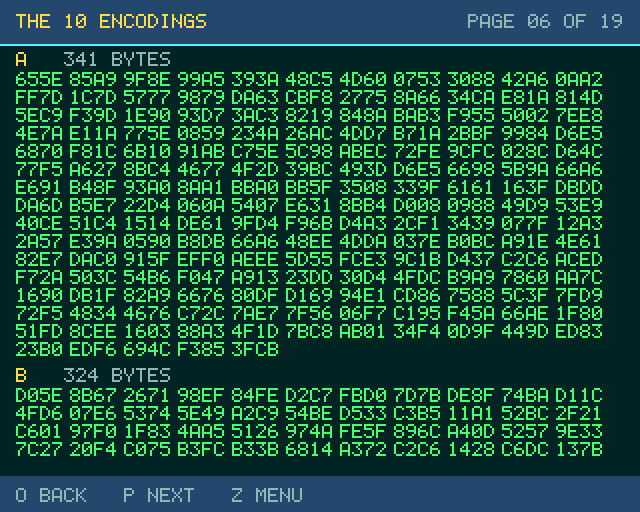 THE 10 ENCODINGS PAGE 06 OF 19
A 341 BYTES
655E 85A9 9F8E 99A5 393A 48C5 4D60 0753 3088 42A6 0AA2
FF7D 1C7D 5777 9879 DA63 CBF8 2775 8A66 34CA E81A 814D
5EC9 F39D 1E90 93D7 3AC3 8219 848A BAB3 F955 5002 7EE8
4E7A E11A 775E 0859 234A 26AC 4DD7 B71A 2BBF 9984 D6E5
6870 F81C 6B10 91AB C75E 5C98 ABEC 72FE 9CFC 028C D64C
77F5 A627 8BC4 4677 4F2D 39BC 493D D6E5 6698 5B9A 66A6
E691 B48F 93A0 8AA1 BBA0 BB5F 3508 339F 6161 163F DBDD
DA6D B5E7 22D4 060A 5407 E631 8BB4 D008 0988 49D9 53E9
40CE 51C4 1514 DE61 9FD4 F96B D4A3 2CF1 3439 077F 12A3
2A57 E39A 0590 B8DB 66A6 48EE 4DDA 037E B0BC A91E 4E61
82E7 DAC0 915F EFF0 AEEE 5D55 FCE3 9C1B D437 C2C6 ACED
F72A 503C 54B6 F047 A913 23DD 30D4 4FDC B9A9 7860 AA7C
1690 DB1F 82A9 6676 80DF D169 94E1 CD86 7588 5C3F 7FD9
72F5 4834 4676 C72C 7AE7 7F56 06F7 C195 F45A 66AE 1F80
51FD 8CEE 1603 88A3 4F1D 7BC8 AB01 34F4 0D9F 449D ED83
23B0 EDF6 694C F385 3FCB
B 324 BYTES
D05E 8B67 2671 98EF 84FE D2C7 FBD0 7D7B DE8F 74BA D11C
4FD6 07E6 5374 5E49 A2C9 54BE D533 C3B5 11A1 52BC 2F21
C601 97F0 1F83 4AA5 5126 974A FE5F 896C A40D 5257 9E33
7C27 20F4 C075 B3FC B33B 6814 A372 C2C6 1428 C6DC 137B
O BACK P NEXT Z MENU